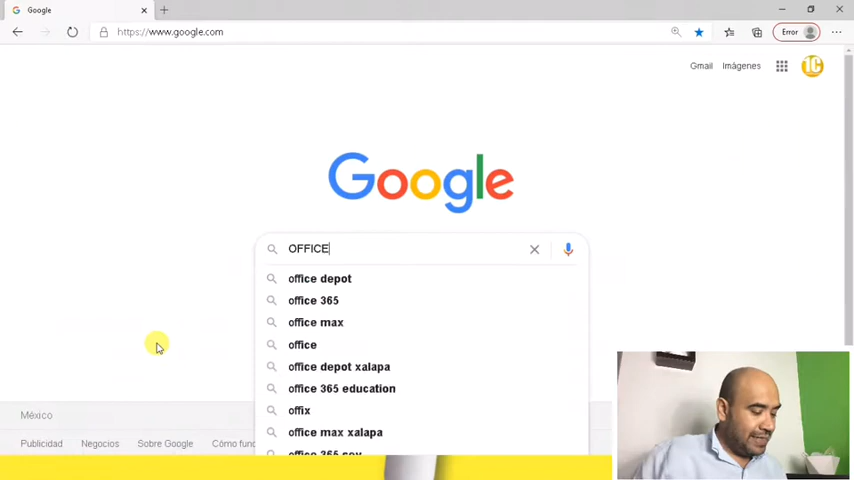 Google
https://www.google.com
Error
Gmail Imágenes
1C
Google
OFFICE
office depot
office 365
office max
office
office depot xalapa
office 365 education
offix
office max xalapa
México
Publicidad Negocios Sobre Google